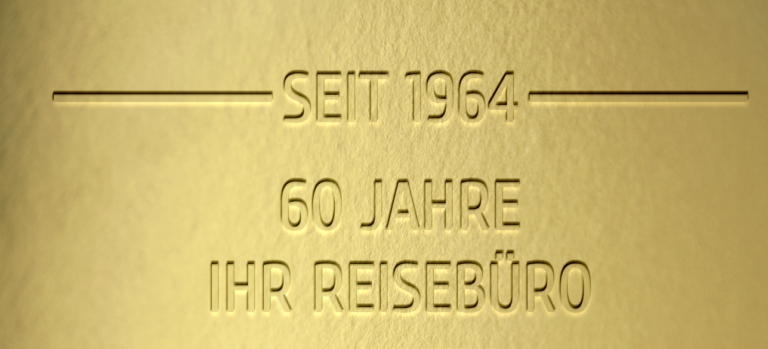 SEIT 1964
60 JAHRE
IHR REISEBÜRO